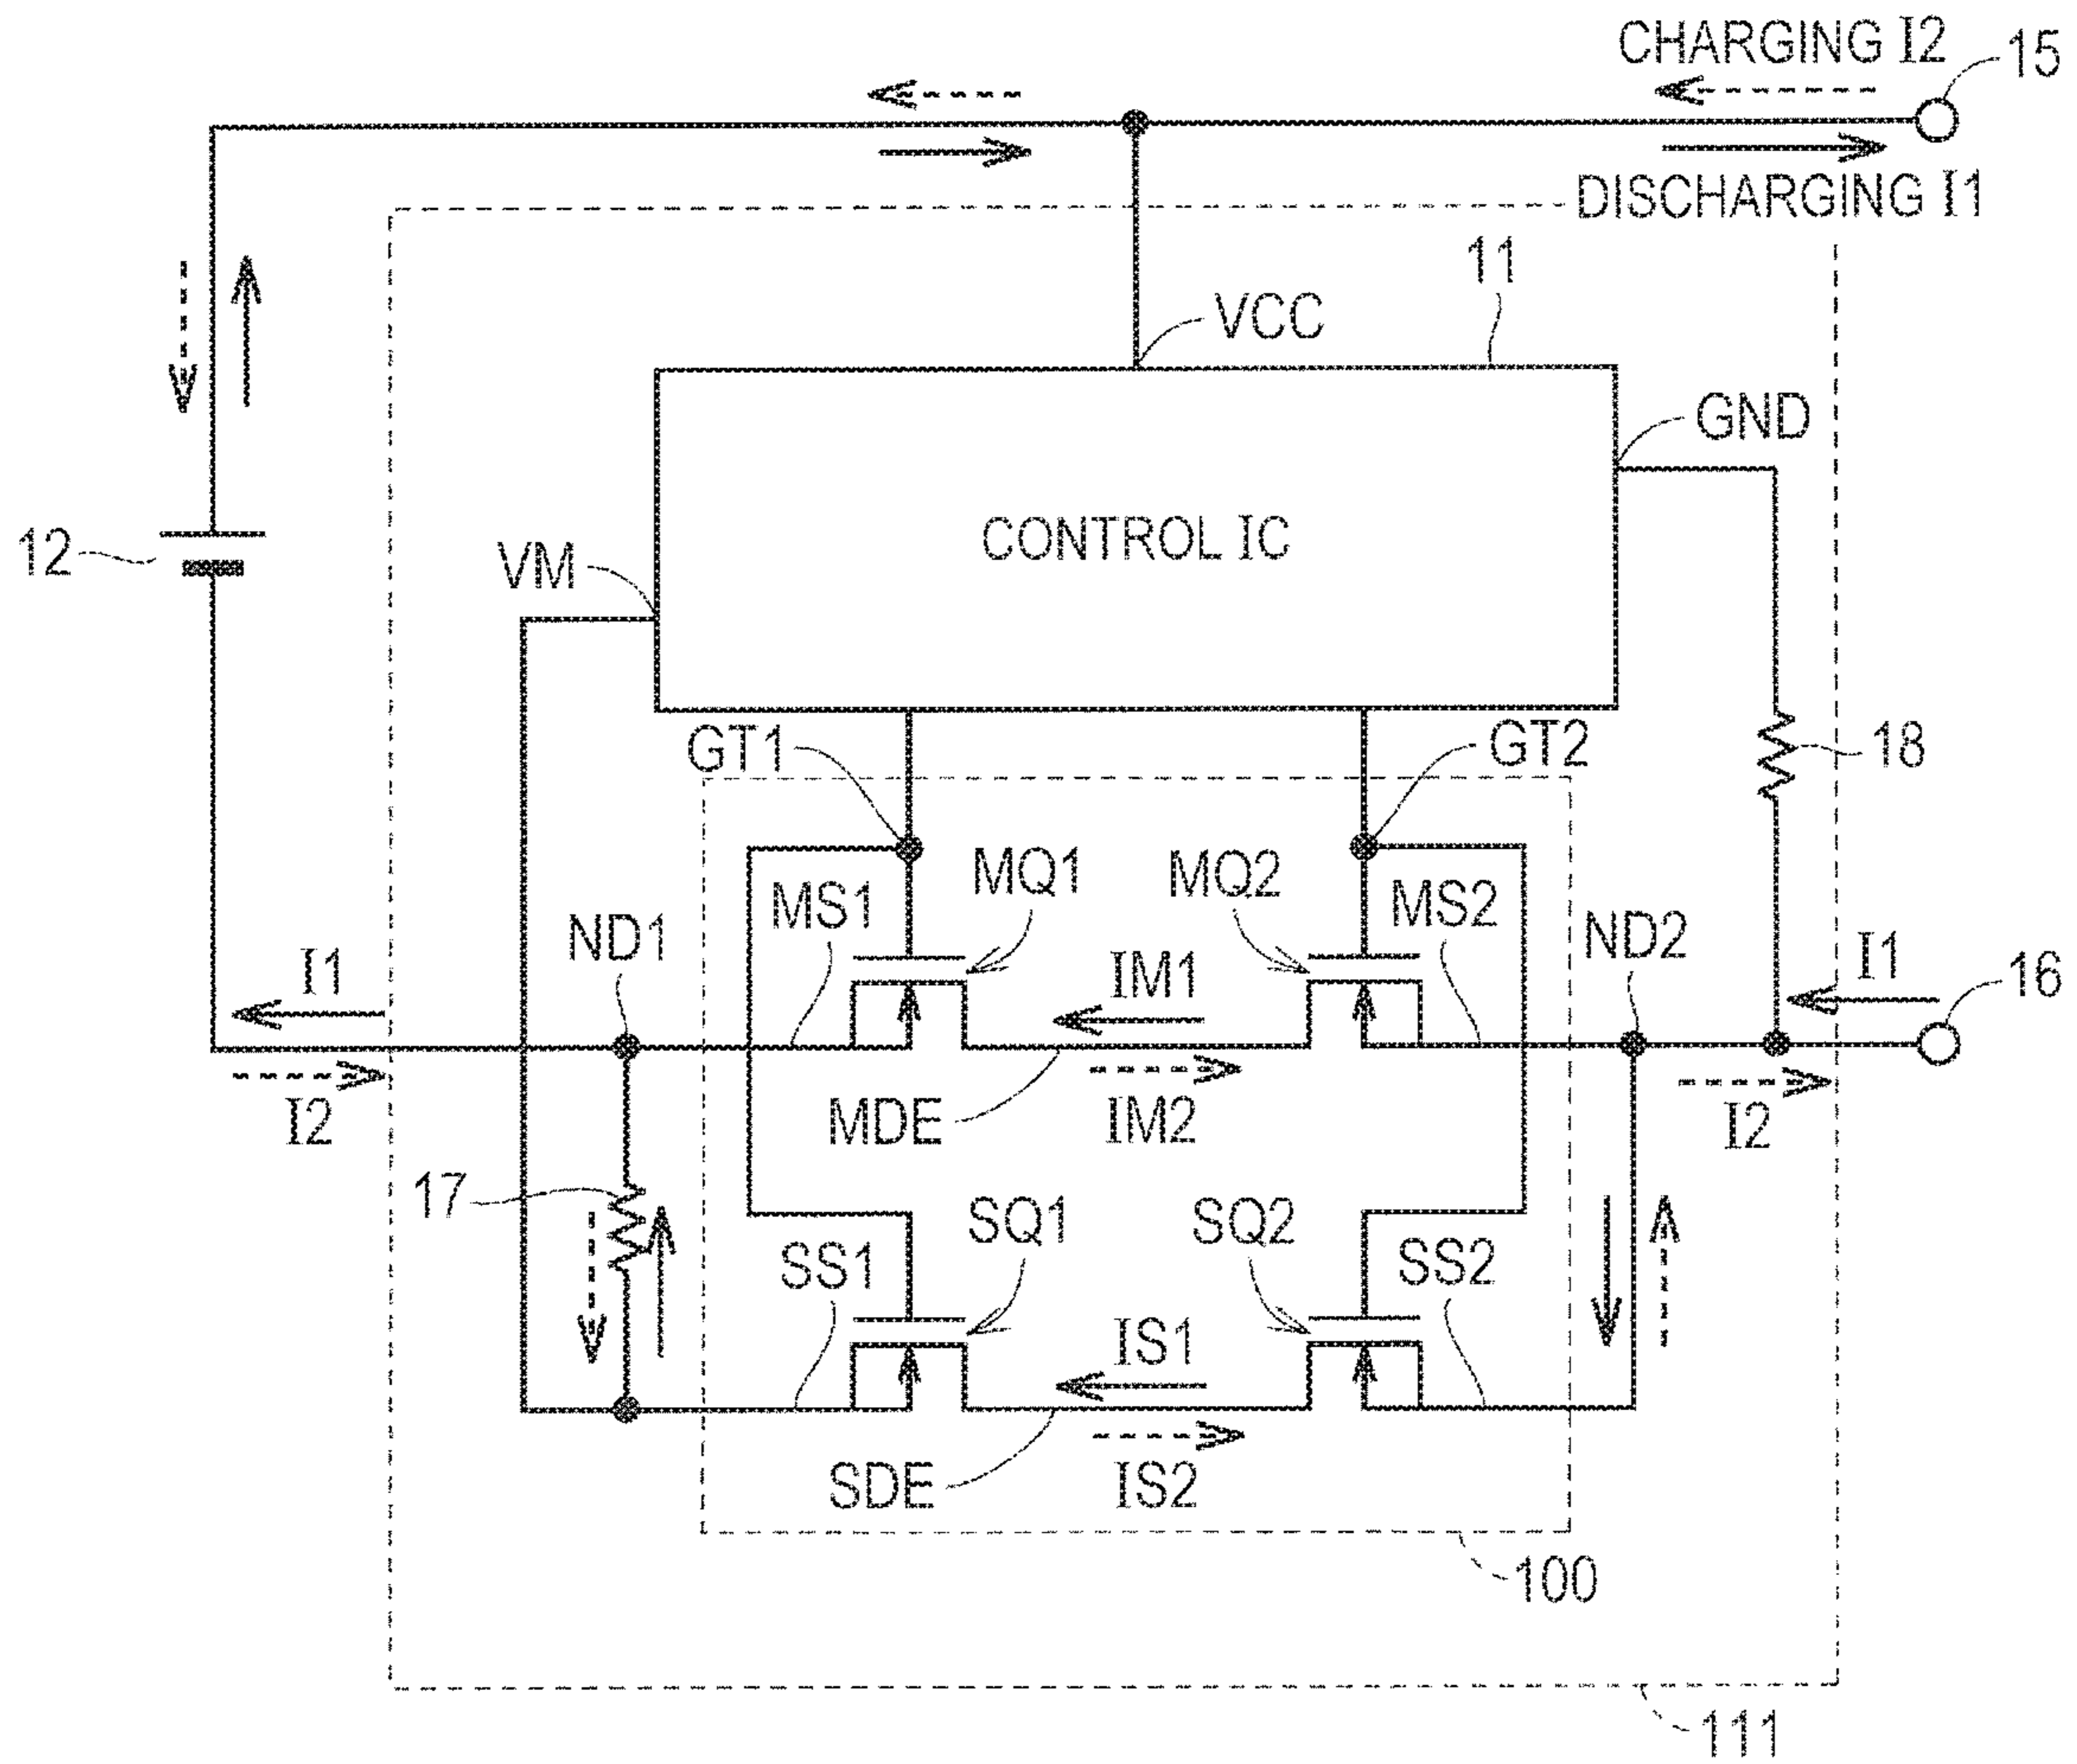 CHARGING I2
15
DISCHARGING I1
11
VCC
GND
12
VM
CONTROL IC
GT1
GT2
18
MS1
MQ1
MQ2
MS2
ND1
ND2
I1
IM1
I1
16
I2
MDE
IM2
I2
17
SS1
SQ1
SQ2
SS2
IS1
SDE
IS2
100
111